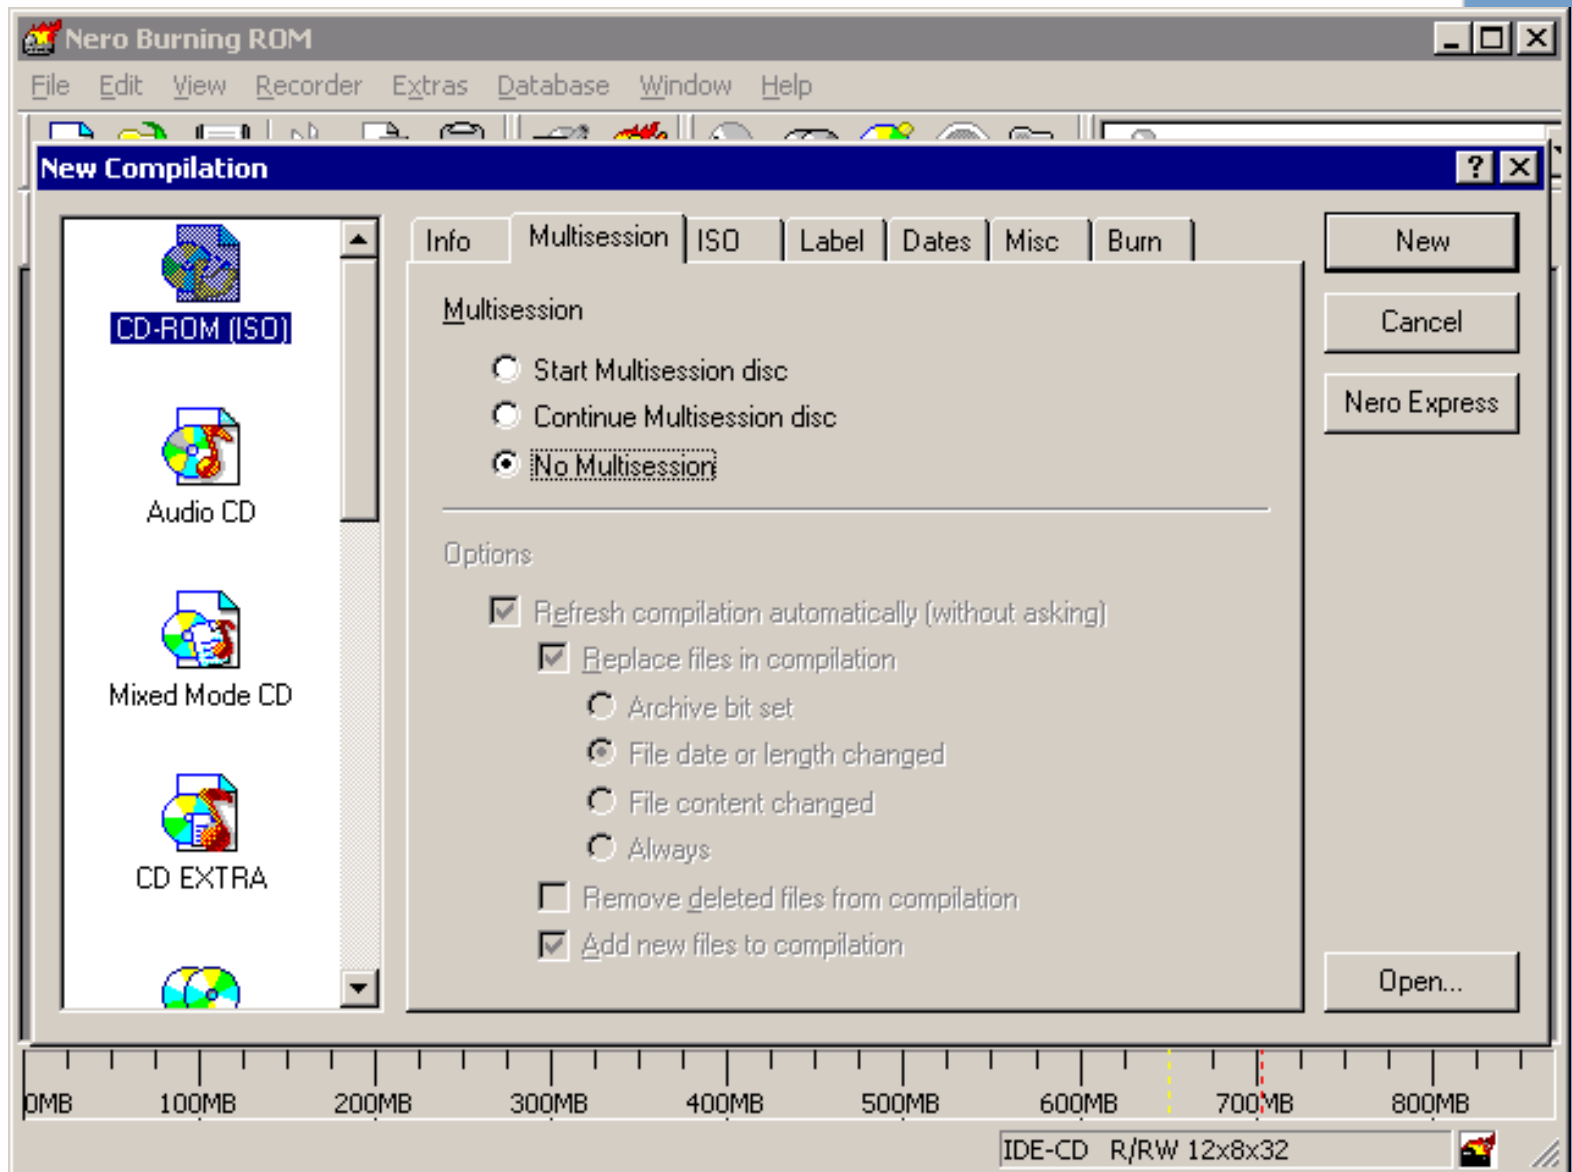 Nero Burning ROM
File Edit View Recorder Extras Database Window Help
New Compilation
Info Multisession ISO Label Dates Misc Burn
New
Cancel
Nero Express
CD-ROM (ISO)
Audio CD
Mixed Mode CD
CD EXTRA
Multisession
Start Multisession disc
Continue Multisession disc
No Multisession
Options
Refresh compilation automatically (without asking)
Replace files in compilation
Archive bit set
File date or length changed
File content changed
Always
Remove deleted files from compilation
Add new files to compilation
Open...
0MB 100MB 200MB 300MB 400MB 500MB 600MB 700MB 800MB
IDE-CD R/RW 12x8x32